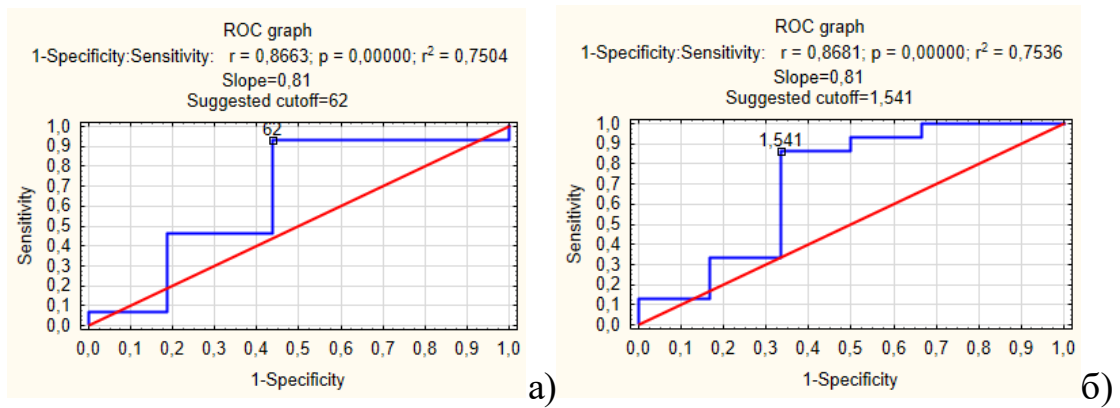 ROC graph
1-Specificity:Sensitivity: r = 0,8663; p = 0,00000; r² = 0,7504
Slope=0,81
Suggested cutoff=62
1,0
0,9
0,8
0,7
0,6
0,5
0,4
0,3
0,2
0,1
0,0
Sensitivity
62
0,0 0,1 0,2 0,3 0,4 0,5 0,6 0,7 0,8 0,9 1,0
1-Specificity
а)
ROC graph
1-Specificity:Sensitivity: r = 0,8681; p = 0,00000; r² = 0,7536
Slope=0,81
Suggested cutoff=1,541
1,0
0,9
0,8
0,7
0,6
0,5
0,4
0,3
0,2
0,1
0,0
Sensitivity
1,541
0,0 0,1 0,2 0,3 0,4 0,5 0,6 0,7 0,8 0,9 1,0
1-Specificity
б)